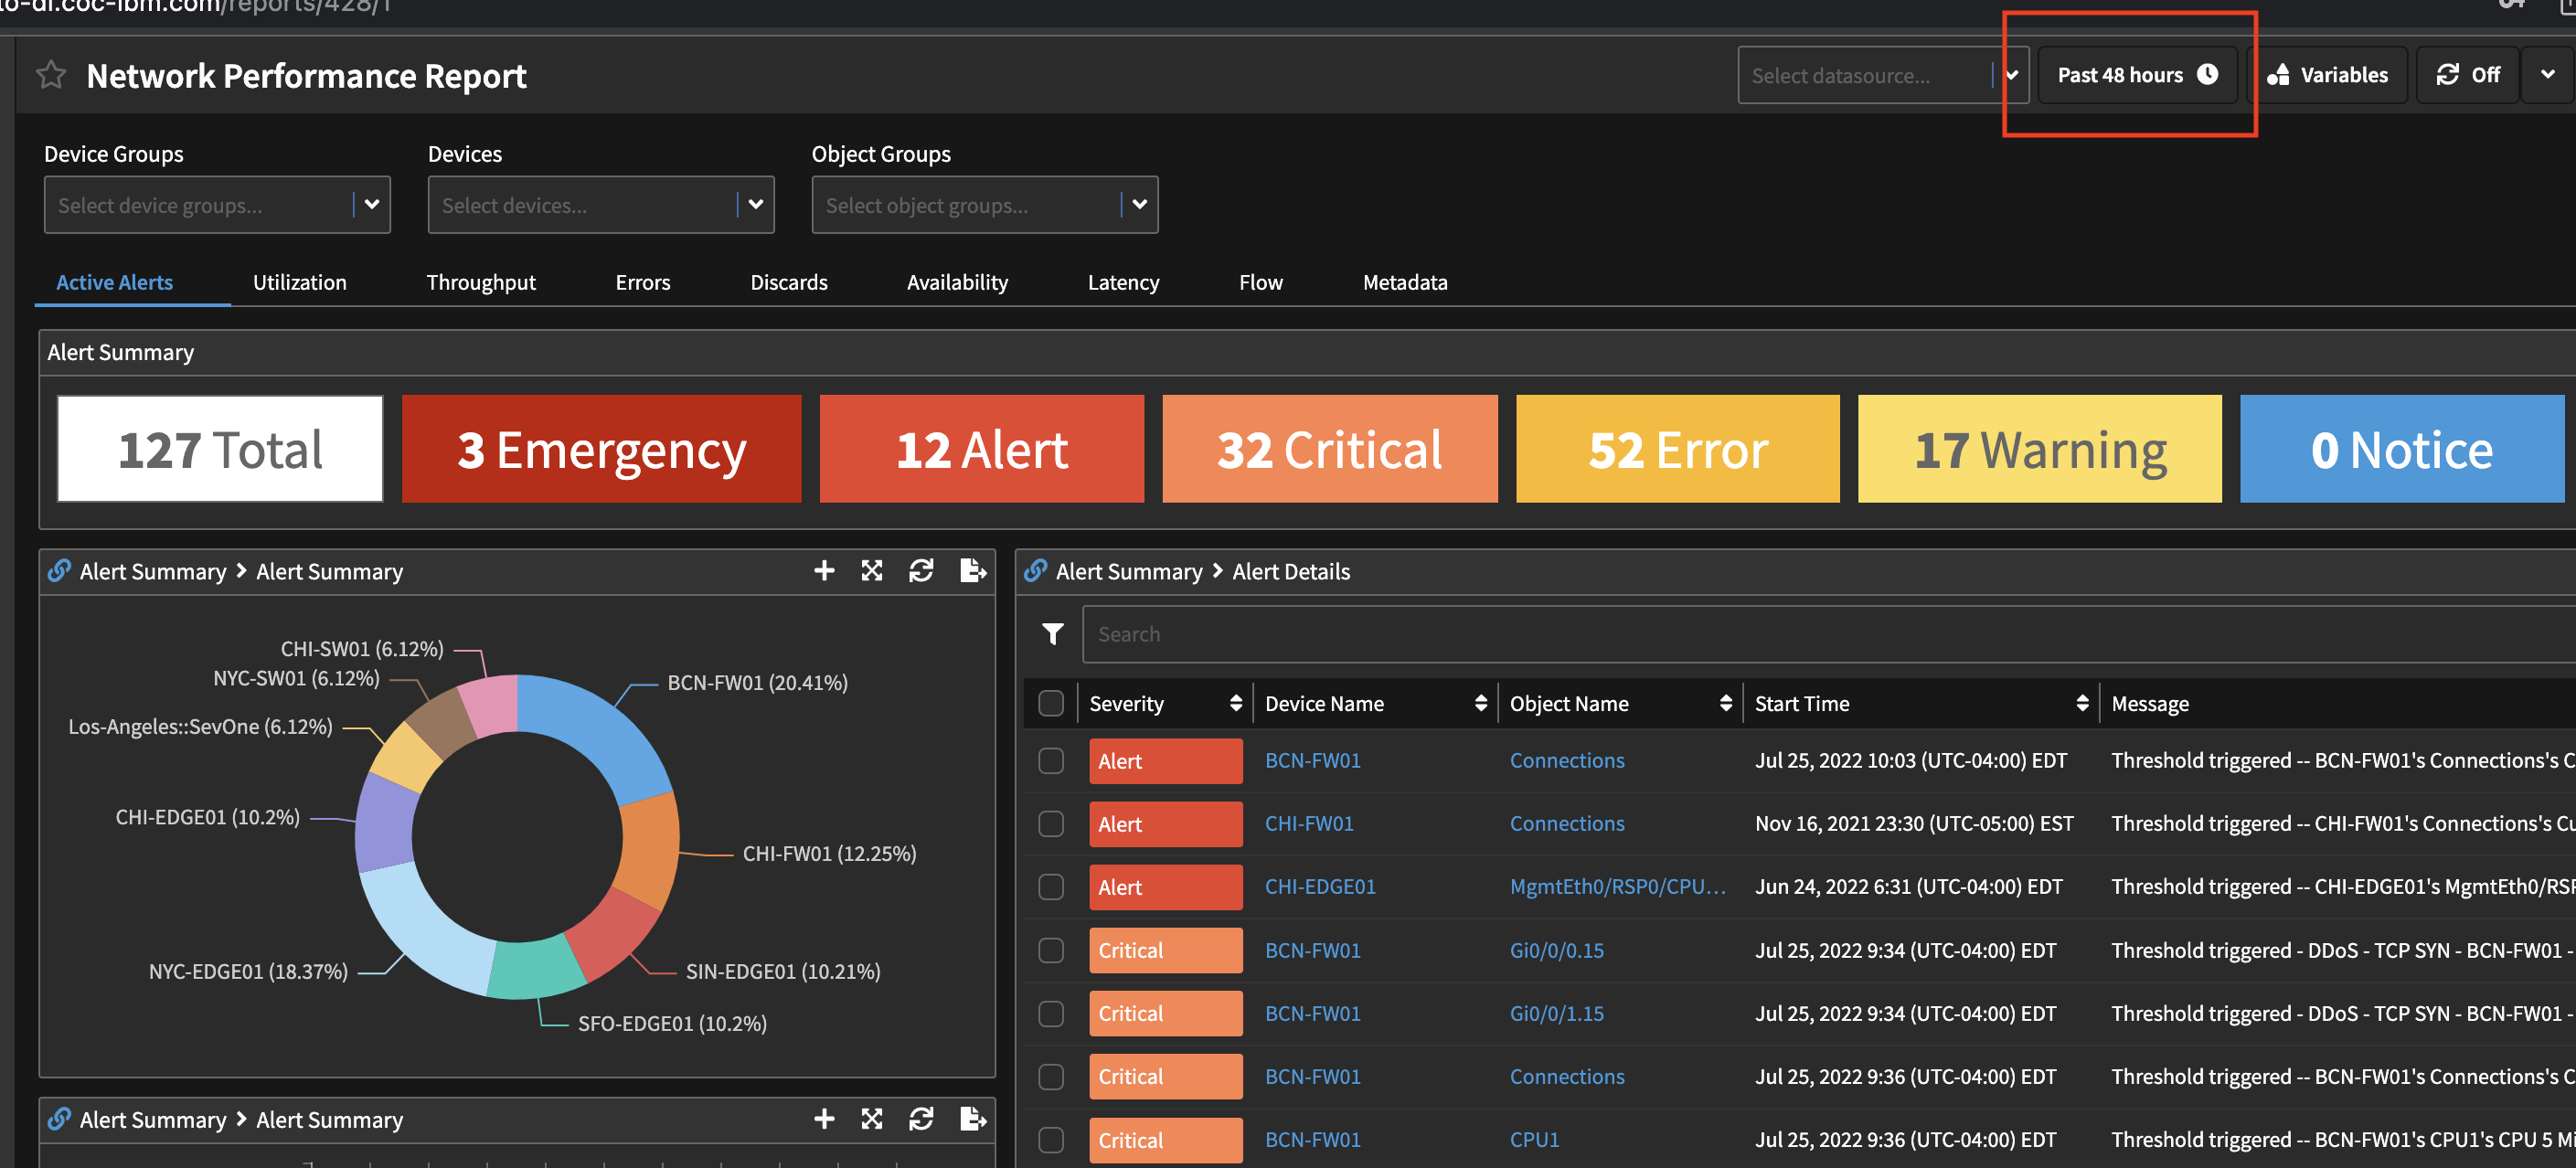 to-di.coc-ibm.com/reports/428/1
Network Performance Report
Select datasource...
Past 48 hours
Variables
Off
Device Groups
Devices
Object Groups
Select device groups...
Select devices...
Select object groups...
Active Alerts
Utilization
Throughput
Errors
Discards
Availability
Latency
Flow
Metadata
Alert Summary
127 Total
3 Emergency
12 Alert
32 Critical
52 Error
17 Warning
0 Notice
Alert Summary > Alert Summary
CHI-SW01 (6.12%)
NYC-SW01 (6.12%)
BCN-FW01 (20.41%)
Los-Angeles::SevOne (6.12%)
CHI-EDGE01 (10.2%)
CHI-FW01 (12.25%)
NYC-EDGE01 (18.37%)
SIN-EDGE01 (10.21%)
SFO-EDGE01 (10.2%)
Alert Summary > Alert Summary
Alert Summary > Alert Details
Search
Severity Device Name Object Name Start Time Message
Alert BCN-FW01 Connections Jul 25, 2022 10:03 (UTC-04:00) EDT Threshold triggered -- BCN-FW01's Connections's C
Alert CHI-FW01 Connections Nov 16, 2021 23:30 (UTC-05:00) EST Threshold triggered -- CHI-FW01's Connections's Cu
Alert CHI-EDGE01 MgmtEth0/RSP0/CPU... Jun 24, 2022 6:31 (UTC-04:00) EDT Threshold triggered -- CHI-EDGE01's MgmtEth0/RSP
Critical BCN-FW01 Gi0/0/0.15 Jul 25, 2022 9:34 (UTC-04:00) EDT Threshold triggered - DDoS - TCP SYN - BCN-FW01 -
Critical BCN-FW01 Gi0/0/1.15 Jul 25, 2022 9:34 (UTC-04:00) EDT Threshold triggered - DDoS - TCP SYN - BCN-FW01 -
Critical BCN-FW01 Connections Jul 25, 2022 9:36 (UTC-04:00) EDT Threshold triggered -- BCN-FW01's Connections's C
Critical BCN-FW01 CPU1 Jul 25, 2022 9:36 (UTC-04:00) EDT Threshold triggered -- BCN-FW01's CPU1's CPU 5 Mi